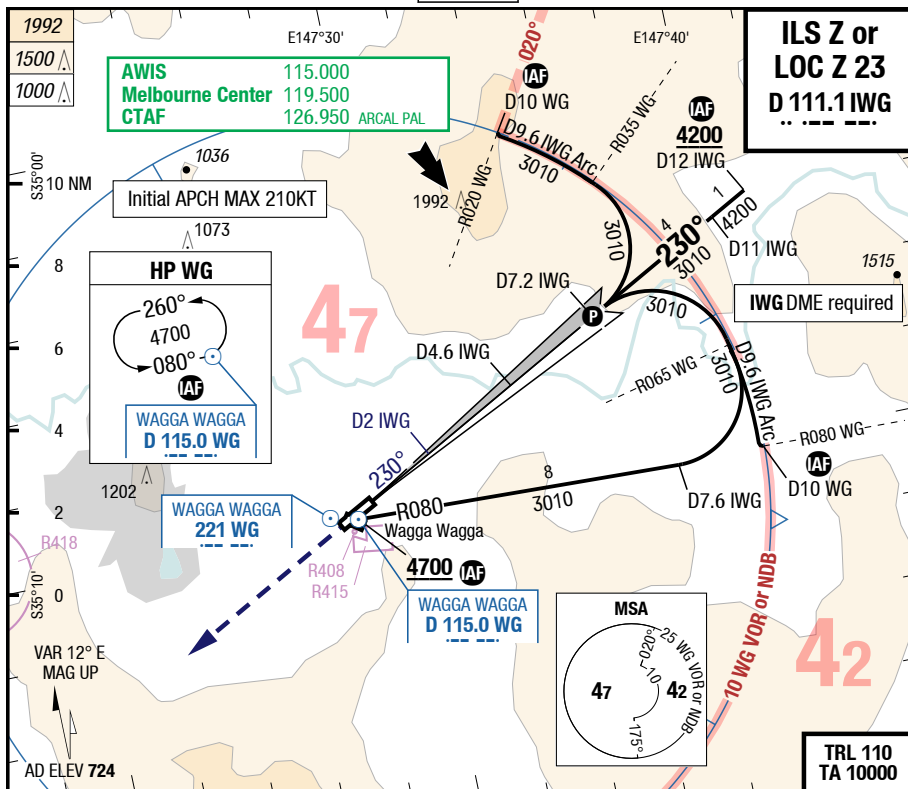 1992
1500
1000
AWIS 115.000
Melbourne Center 119.500
CTAF 126.950 ARCAL PAL
E147°30'
E147°40'
ILS Z or
LOC Z 23
D 111.1 IWG
020°
IAF
D10 WG
D9.6 IWG Arc
3010
R035 WG
R020 WG
IAF
4200
D12 IWG
1
4200
D11 IWG
4
230°
3010
S35°00'
10 NM
1036
Initial APCH MAX 210KT
1992
1073
3010
D7.2 IWG
P
3010
1515
IWG DME required
8
HP WG
260°
4700
080°
IAF
WAGGA WAGGA
D 115.0 WG
47
D4.6 IWG
R065 WG
3010
D9.6 IWG Arc
6
4
D2 IWG
230°
R080 WG
IAF
D10 WG
1202
8
3010
D7.6 IWG
WAGGA WAGGA
221 WG
R080
Wagga Wagga
2
R418
R408
R415
4700 IAF
WAGGA WAGGA
D 115.0 WG
S35°10'
0
10 WG VOR or NDB
MSA
25 WG VOR or NDB
020°
10
47
42
175°
42
VAR 12° E
MAG UP
AD ELEV 724
TRL 110
TA 10000